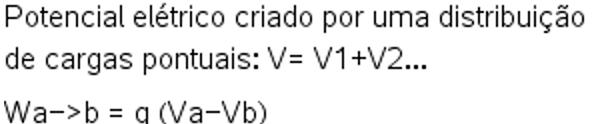 Potencial elétrico criado por uma distribuição
de cargas pontuais: V= V1+V2...
Wa->b = q (Va-Vb)